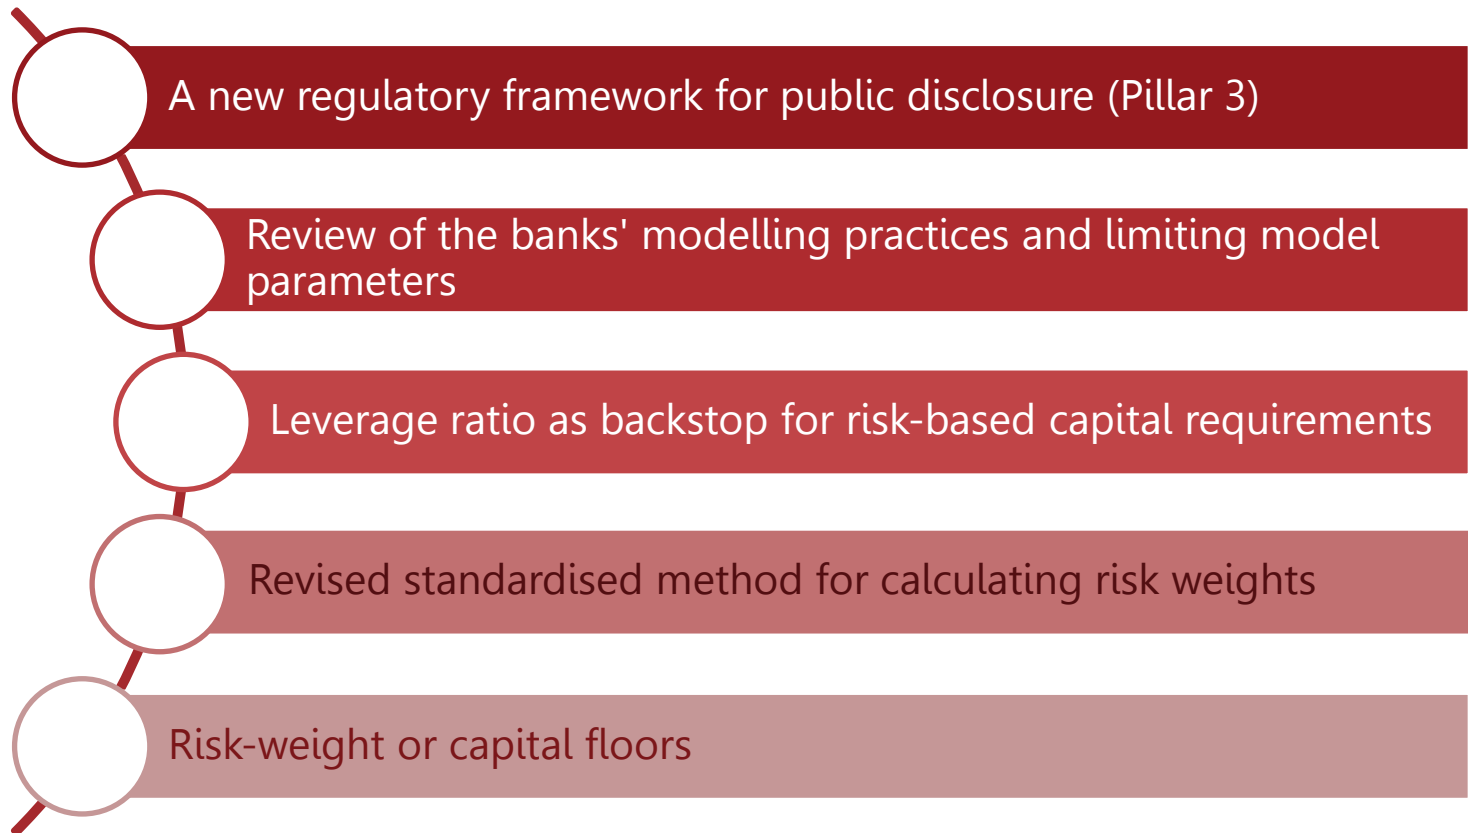 A new regulatory framework for public disclosure (Pillar 3)
Review of the banks' modelling practices and limiting model
parameters
Leverage ratio as backstop for risk-based capital requirements
Revised standardised method for calculating risk weights
Risk-weight or capital floors